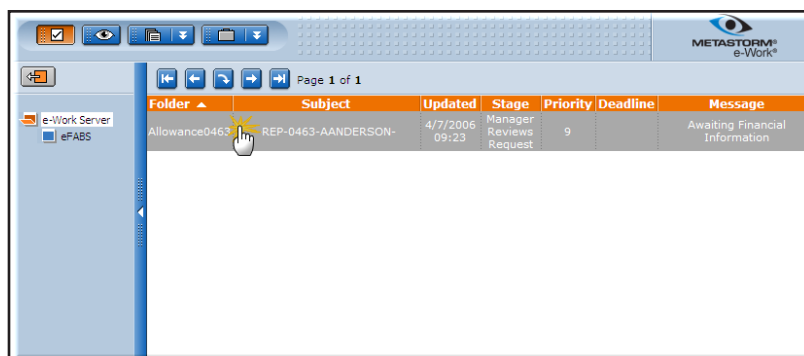 METASTORM®
e-Work®
Page 1 of 1
e-Work Server
eFABS
Folder Subject Updated Stage Priority Deadline Message
Allowance0463 REP-0463-AANDERSON- 4/7/2006 09:23 Manager Reviews Request 9 Awaiting Financial Information